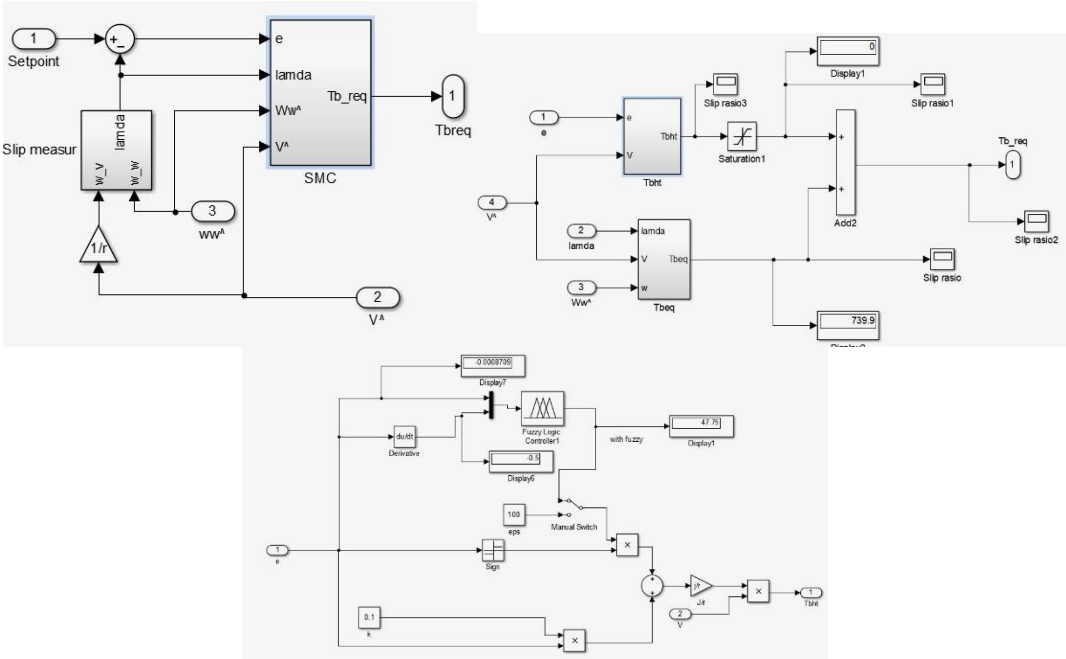 1
Setpoint
+
_
e
lamda
Ww^
V^
Tb_req
SMC
1
Tbreq
Slip measur
lamda
w_v
w_w
3
ww^
1/r
2
V^
0
Display1
Slip rasio3
Slip rasio1
1
e
e
V
Tbht
Tbht
Saturation1
+
+
Add2
Tb_req
1
Slip rasio2
4
V^
2
lamda
3
Ww^
lamda
V
w
Tbeq
Tbeq
Slip rasio
739.9
-0.0008709
Display7
Fuzzy Logic
Controller1
with fuzzy
47.75
Display1
du/dt
Derivative
-0.5
Display6
100
eps
Manual Switch
1
e
Sign
×
+
+
j/r
J/r
×
1
Tbht
2
V
0.1
k
×